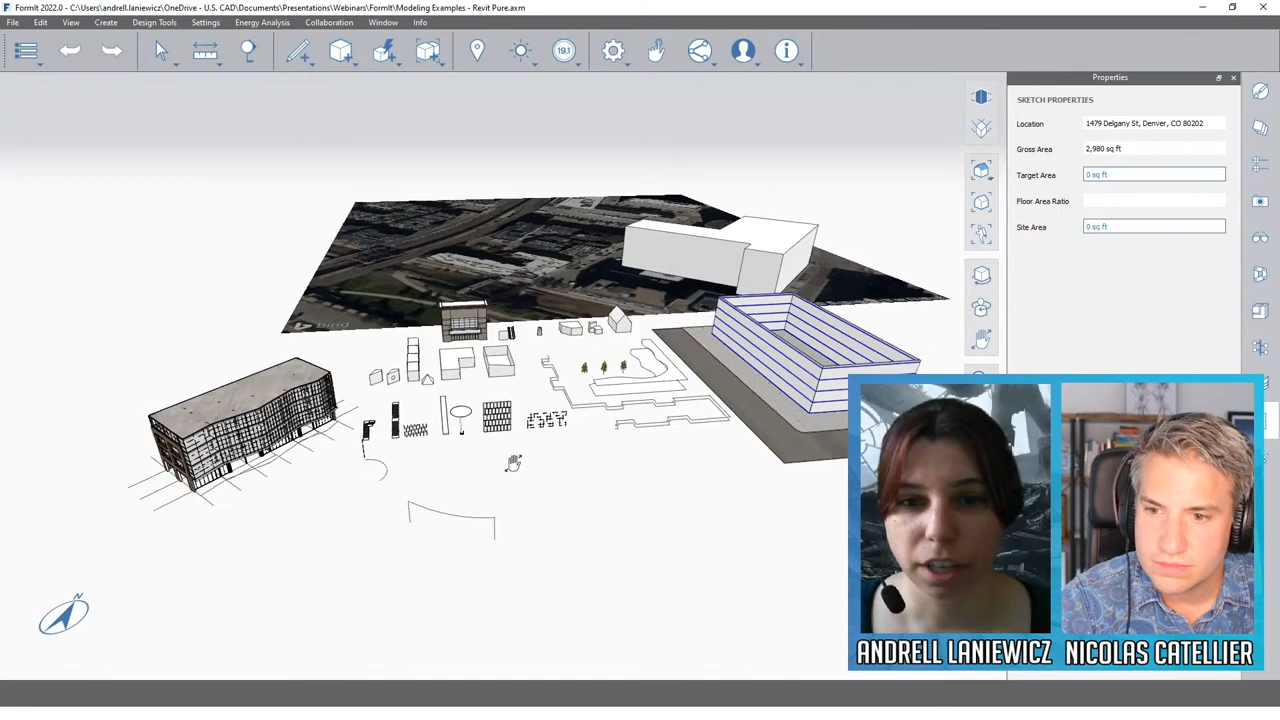 FormIt 2022.0 - C:\Users\andrell.laniewicz\OneDrive - U.S. CAD\Documents\Presentations\Webinars\FormIt\Modeling Examples - Revit Pure.axm
File Edit View Create Design Tools Settings Energy Analysis Collaboration Window Info
19.1
Properties
SKETCH PROPERTIES
Location 1479 Delgany St, Denver, CO 80202
Gross Area 2,980 sq ft
Target Area 0 sq ft
Floor Area Ratio
Site Area 0 sq ft
N
ANDRELL LANIEWICZ NICOLAS CATELLIER